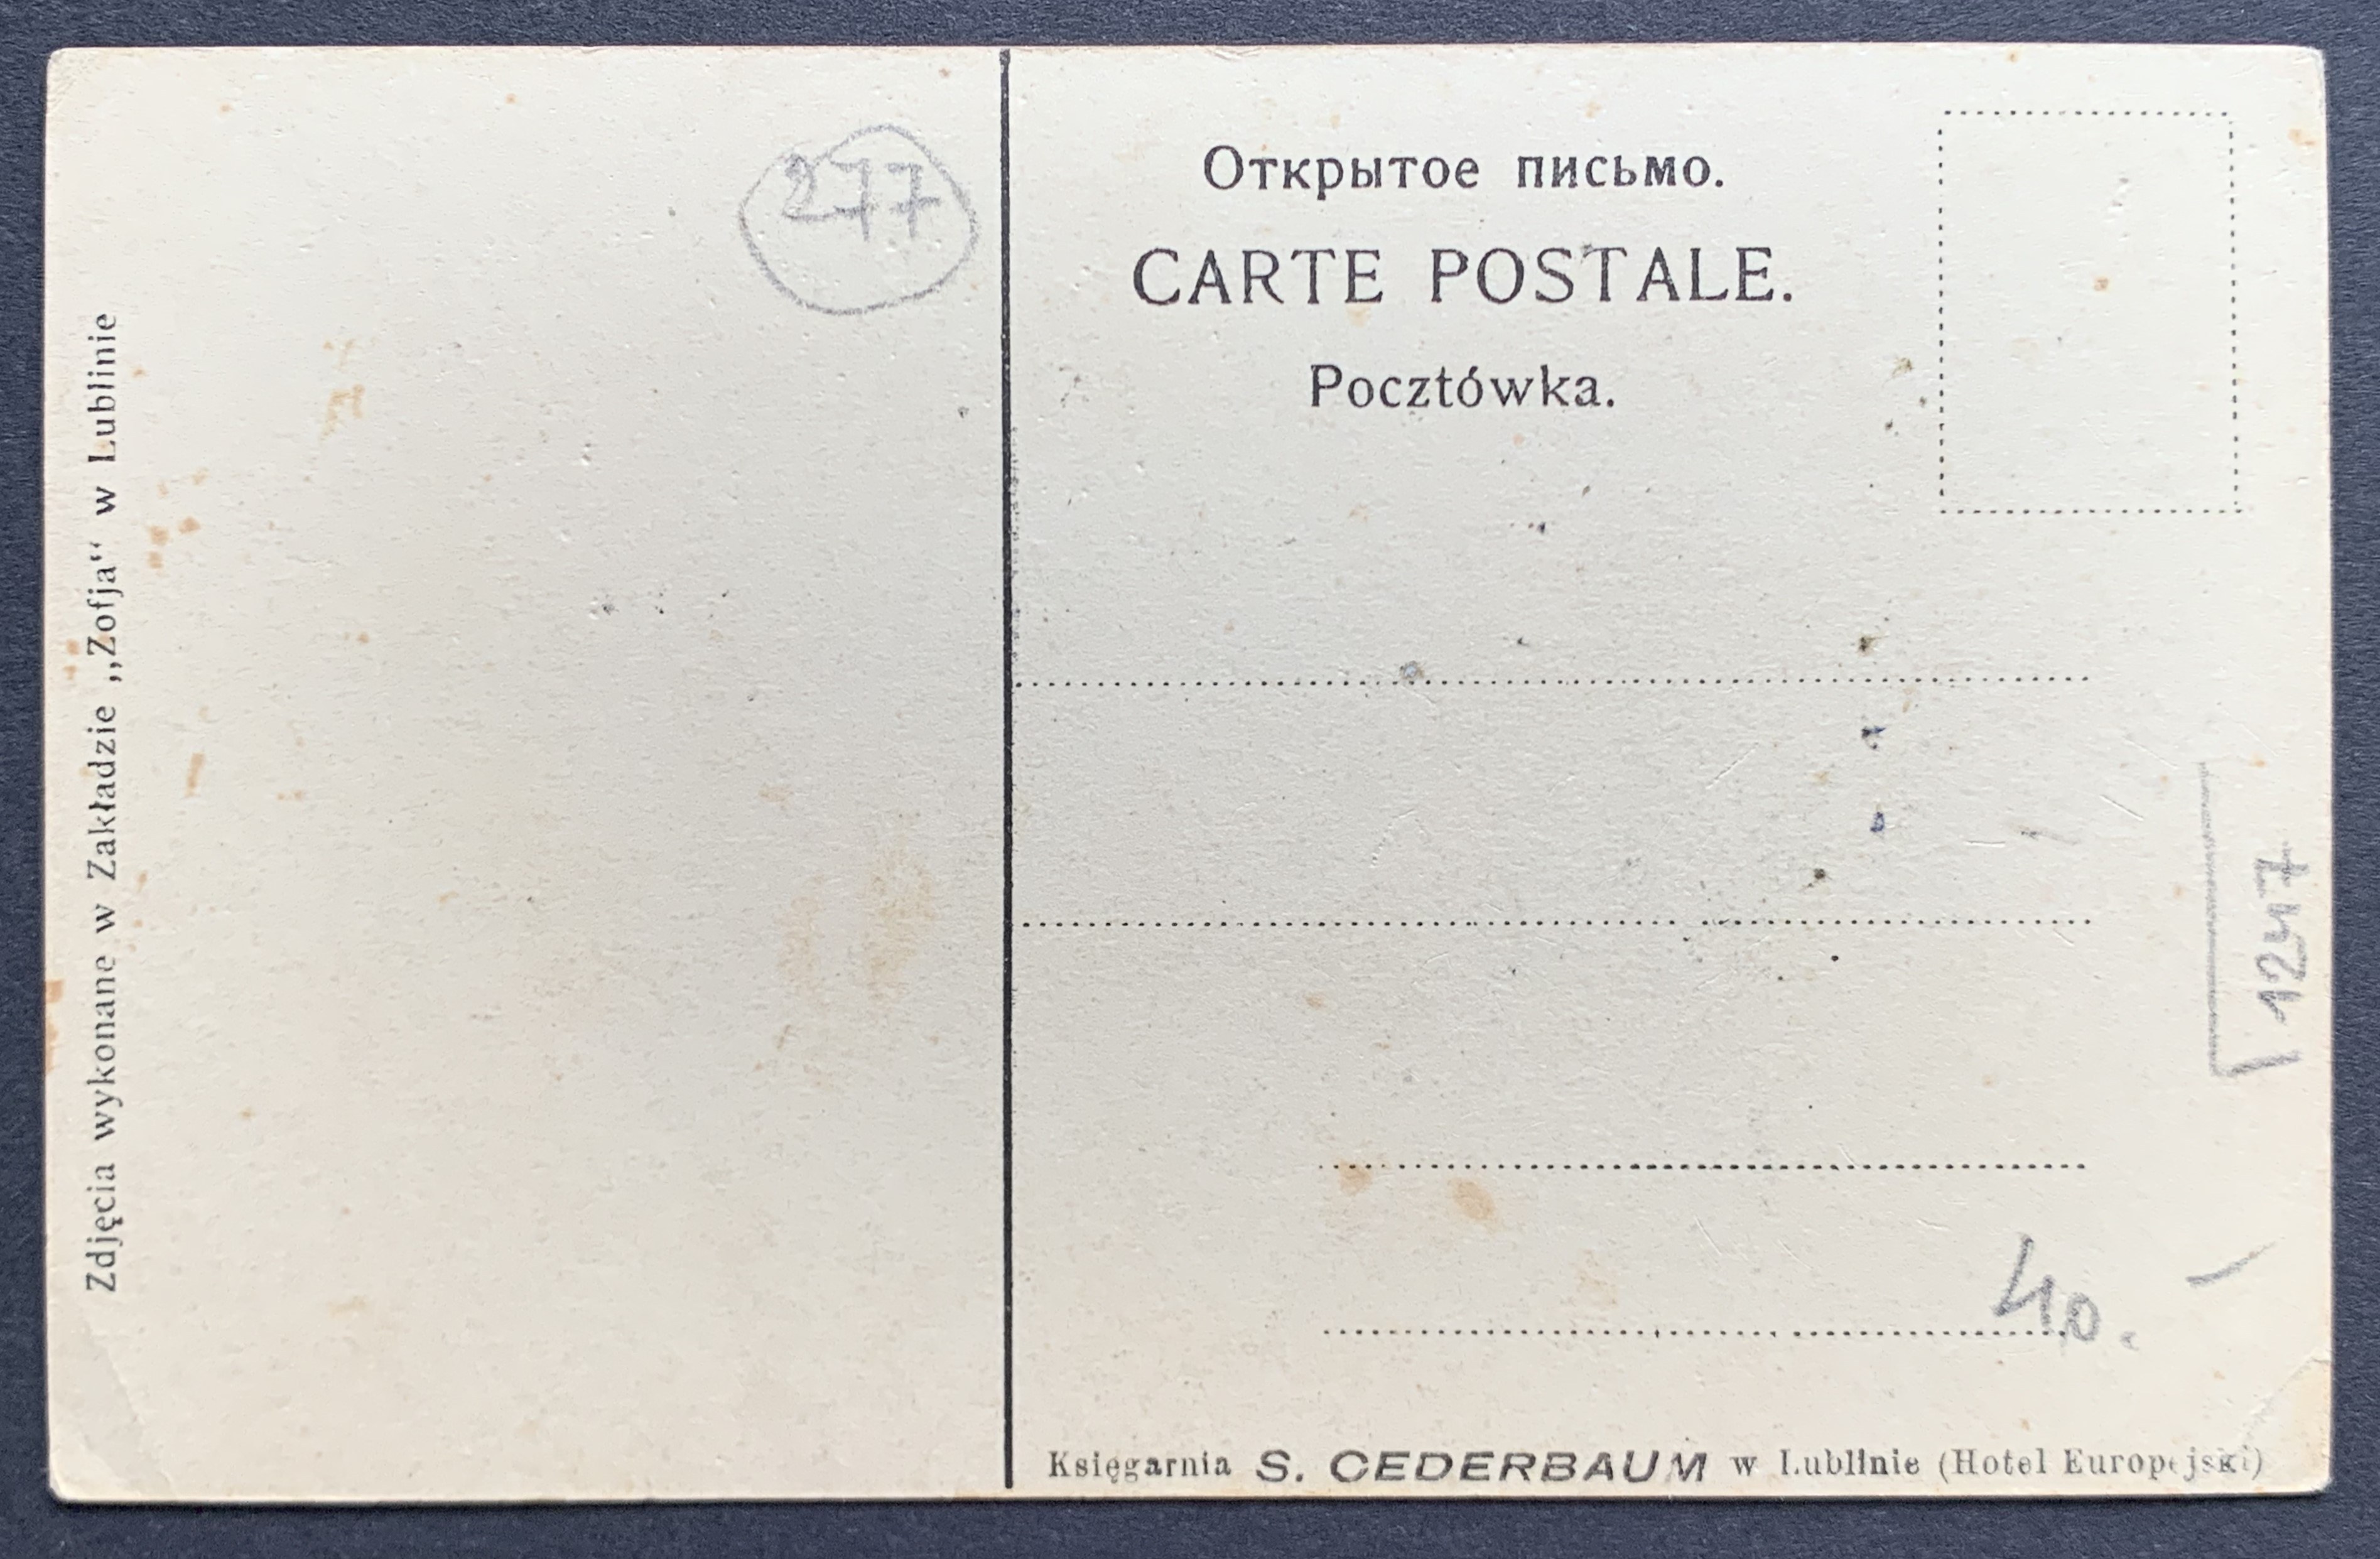 Zdjęcia wykonane w Zakładzie „Zofja“ w Lublinie
277
Открытое письмо.
CARTE POSTALE.
Pocztówka.
1247
40.
Księgarnia S. CEDERBAUM w Lublinie (Hotel Europejski)